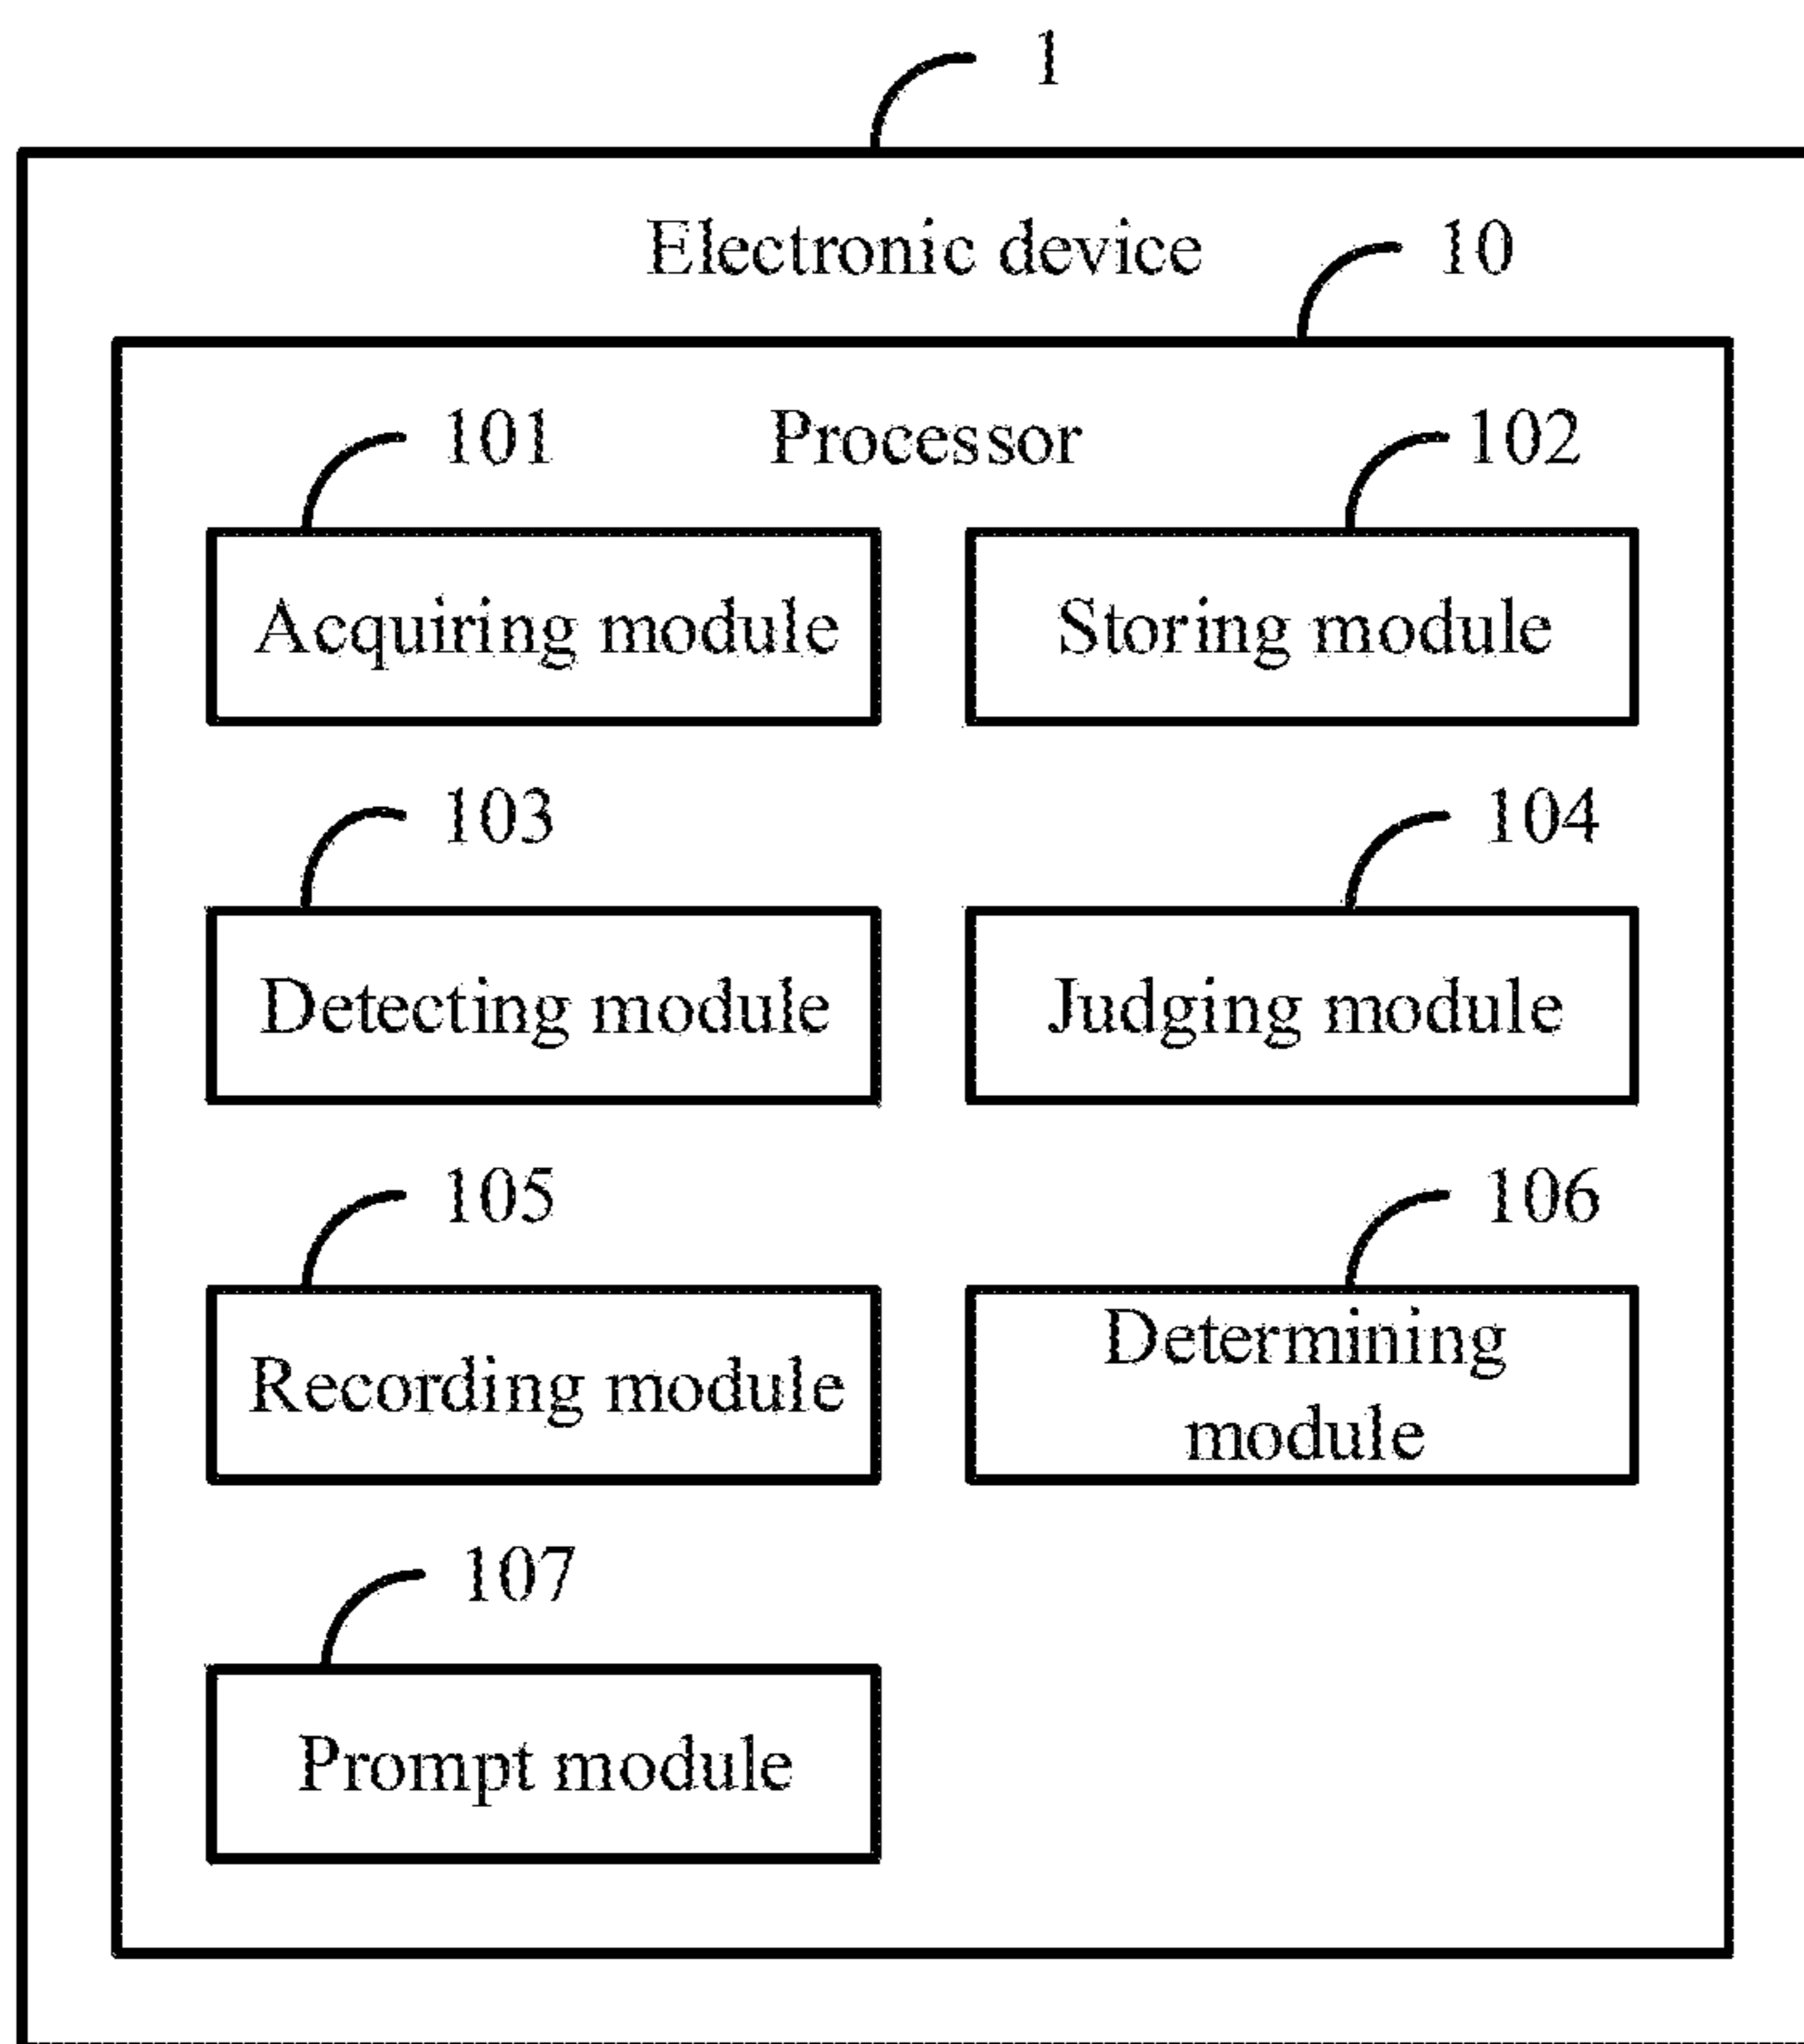 1
Electronic device
10
Processor
101
102
Acquiring module
Storing module
103
104
Detecting module
Judging module
105
106
Recording module
Determining
module
107
Prompt module